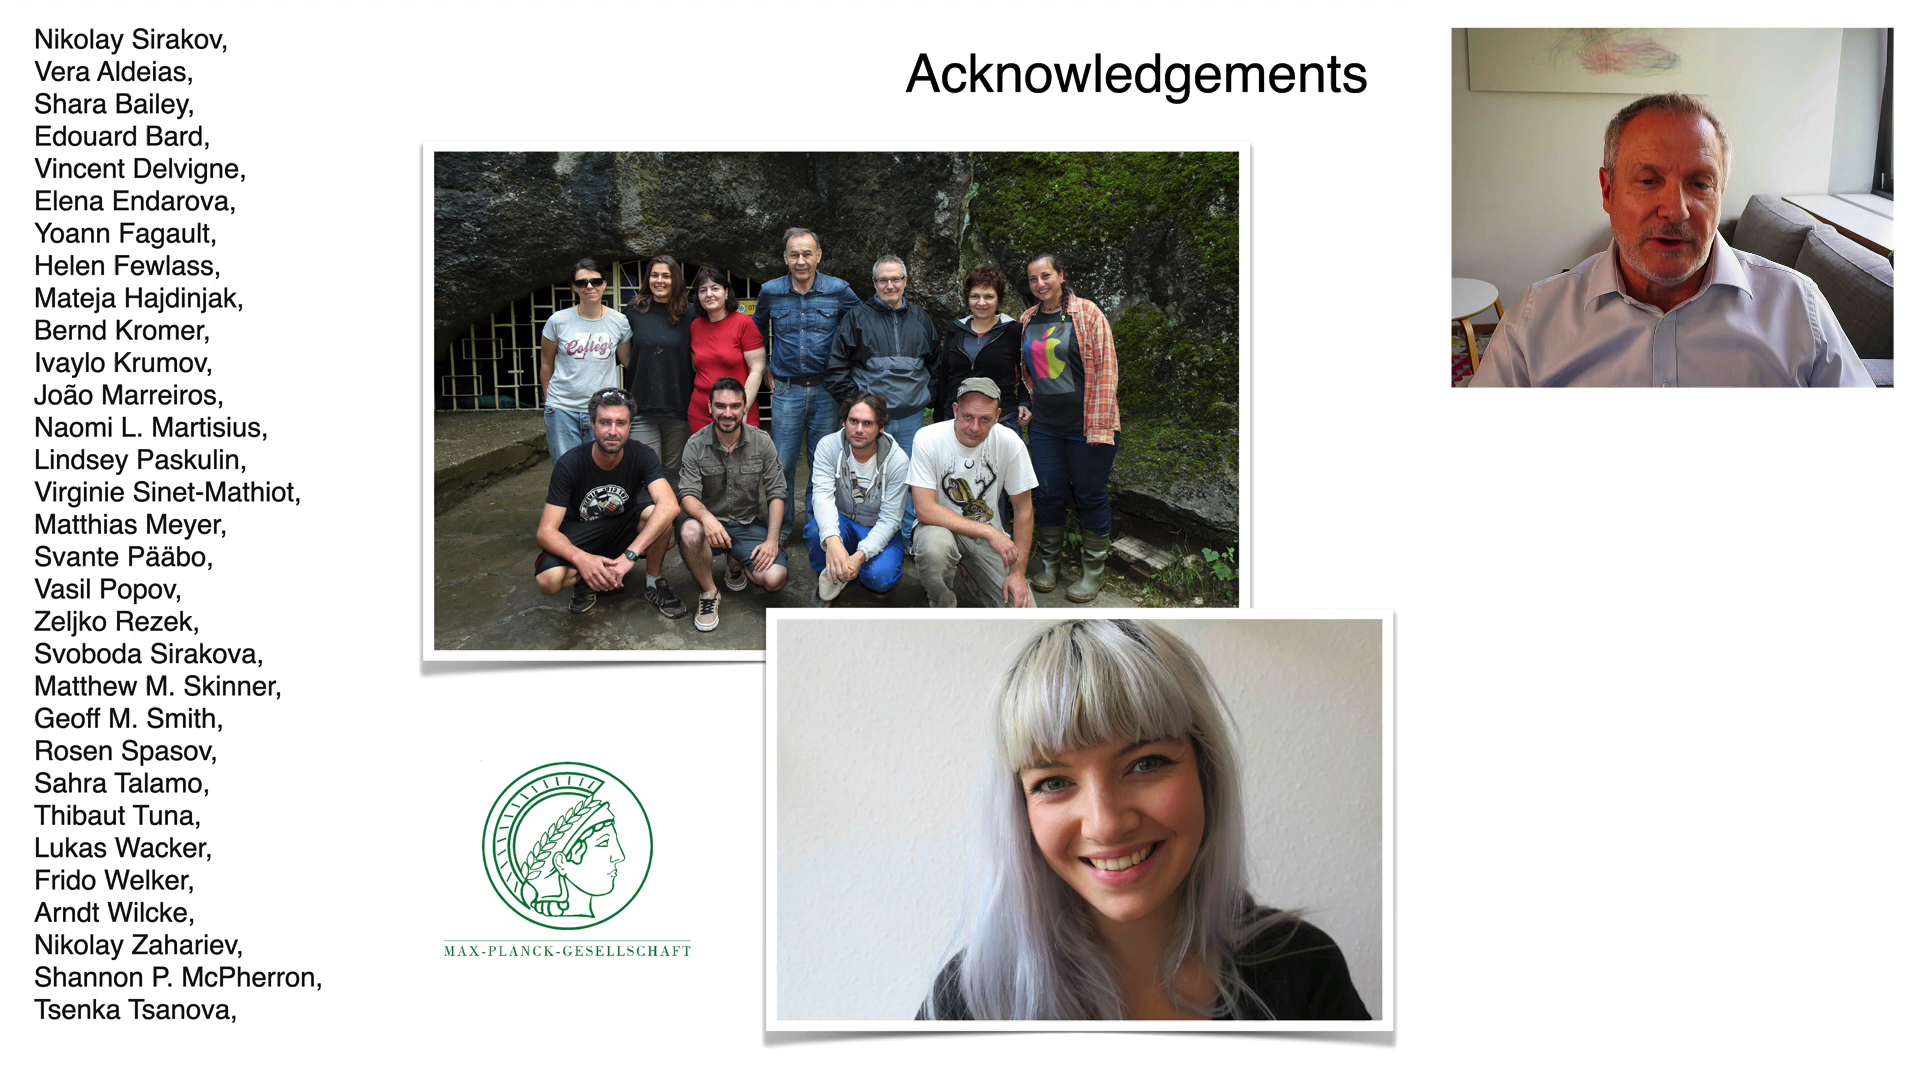 Nikolay Sirakov,
Vera Aldeias,
Shara Bailey,
Edouard Bard,
Vincent Delvigne,
Elena Endarova,
Yoann Fagault,
Helen Fewlass,
Mateja Hajdinjak,
Bernd Kromer,
Ivaylo Krumov,
João Marreiros,
Naomi L. Martisius,
Lindsey Paskulin,
Virginie Sinet-Mathiot,
Matthias Meyer,
Svante Pääbo,
Vasil Popov,
Zeljko Rezek,
Svoboda Sirakova,
Matthew M. Skinner,
Geoff M. Smith,
Rosen Spasov,
Sahra Talamo,
Thibaut Tuna,
Lukas Wacker,
Frido Welker,
Arndt Wilcke,
Nikolay Zahariev,
Shannon P. McPherron,
Tsenka Tsanova,
Acknowledgements
College
MAX-PLANCK-GESELLSCHAFT